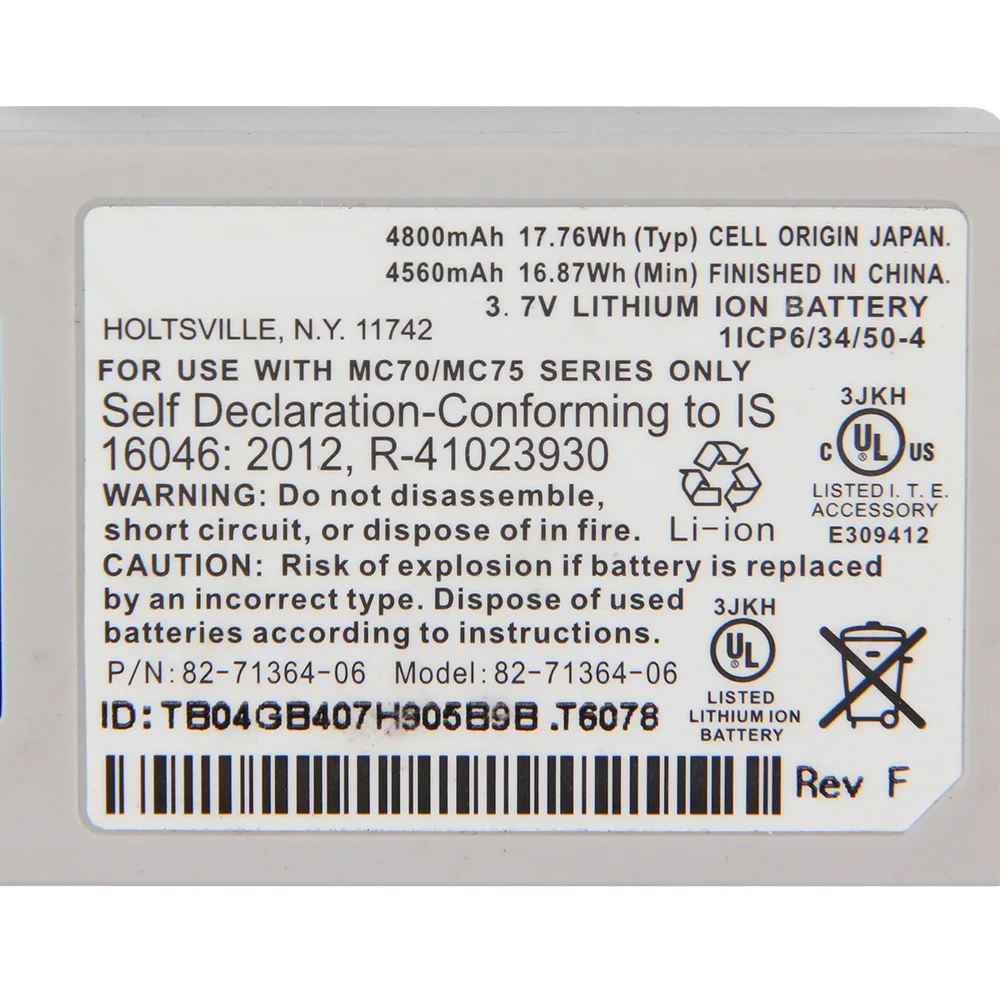 4800mAh 17.76Wh (Typ) CELL ORIGIN JAPAN.
4560mAh 16.87Wh (Min) FINISHED IN CHINA.
3.7V LITHIUM ION BATTERY
HOLTSVILLE, N.Y. 11742
1ICP6/34/50-4
FOR USE WITH MC70/MC75 SERIES ONLY
Self Declaration-Conforming to IS
16046: 2012, R-41023930
3JKH
C UL ® US
LISTED I. T. E.
ACCESSORY
E309412
WARNING: Do not disassemble,
short circuit, or dispose of in fire.
Li-ion
CAUTION: Risk of explosion if battery is replaced
by an incorrect type. Dispose of used
batteries according to instructions.
3JKH
UL ®
LISTED
LITHIUM ION
BATTERY
P/N: 82-71364-06 Model: 82-71364-06
ID: TB04GB407H905B9B .T6078
Rev F